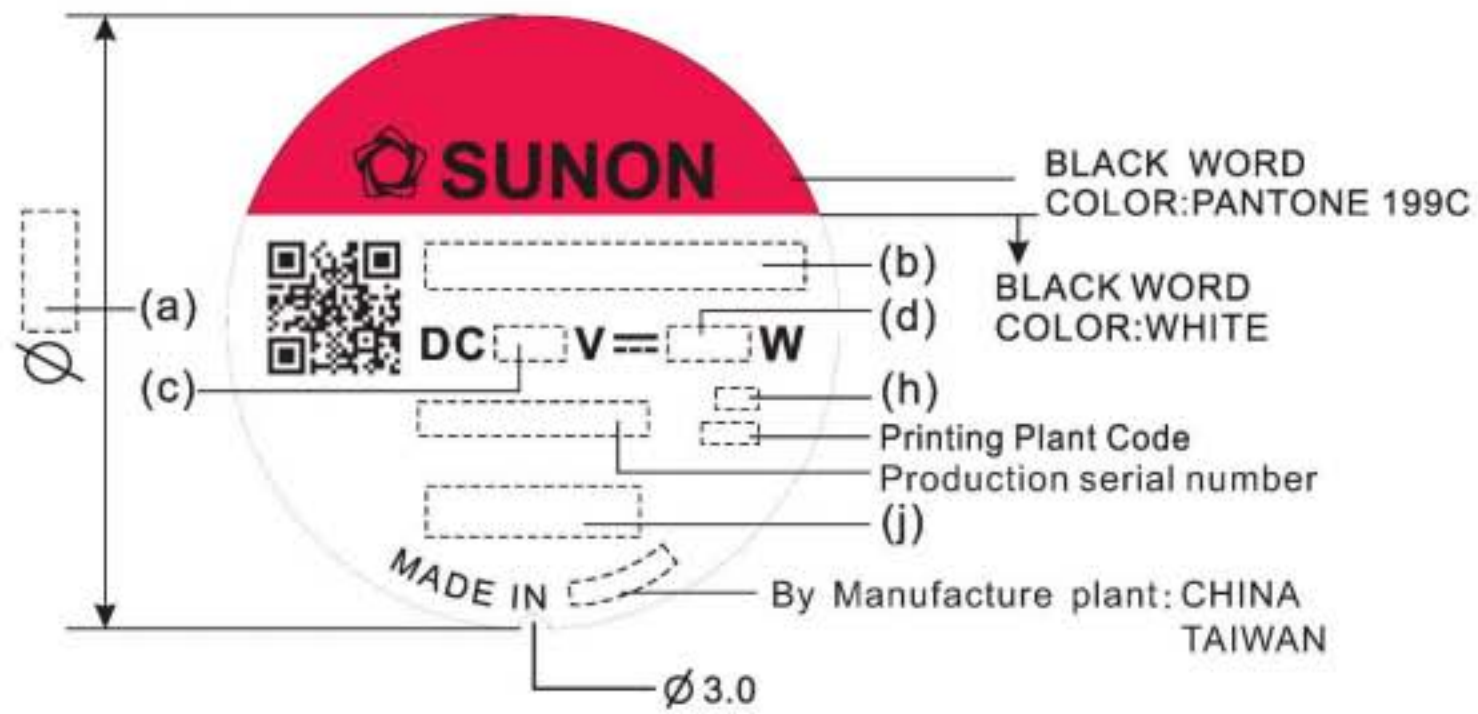 SUNON
BLACK WORD
COLOR:PANTONE 199C
(a)
(b)
BLACK WORD
COLOR:WHITE
DC V W
(d)
Ø
(c)
(h)
Printing Plant Code
Production serial number
(j)
MADE IN
By Manufacture plant: CHINA
TAIWAN
Ø 3.0